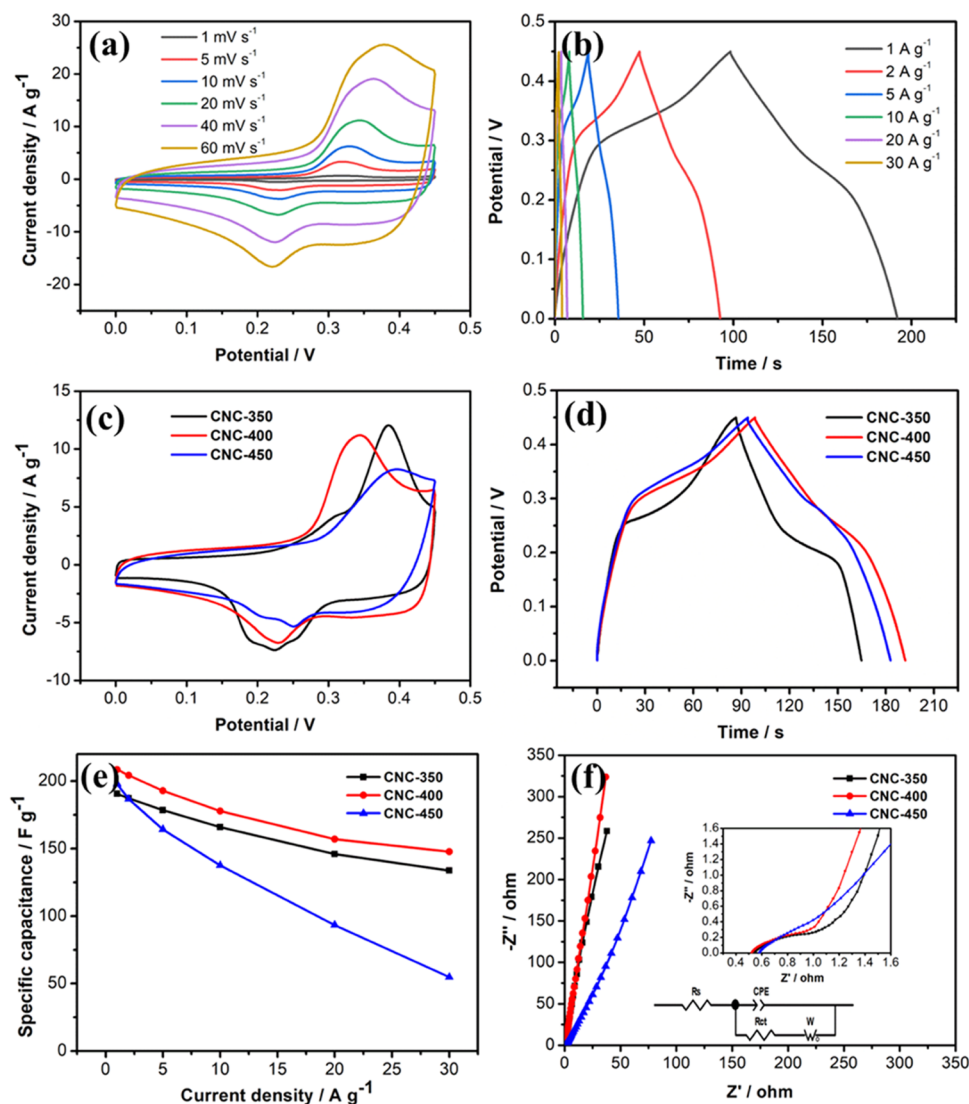 (a)
1 mV s⁻¹
5 mV s⁻¹
10 mV s⁻¹
20 mV s⁻¹
40 mV s⁻¹
60 mV s⁻¹
30
25
20
15
10
5
0
-10
-20
Current density / A g⁻¹
0.0 0.1 0.2 0.3 0.4 0.5
Potential / V
(b)
1 A g⁻¹
2 A g⁻¹
5 A g⁻¹
10 A g⁻¹
20 A g⁻¹
30 A g⁻¹
0.5
0.4
0.3
0.2
0.1
0.0
Potential / V
0 50 100 150 200
Time / s
(c)
CNC-350
CNC-400
CNC-450
15
10
5
0
-5
-10
Current density / A g⁻¹
0.0 0.1 0.2 0.3 0.4 0.5
Potential / V
(d)
CNC-350
CNC-400
CNC-450
0.5
0.4
0.3
0.2
0.1
0.0
Potential / V
0 30 60 90 120 150 180 210
Time / s
(e)
CNC-350
CNC-400
CNC-450
200
150
100
50
0
Specific capacitance / F g⁻¹
0 5 10 15 20 25 30
Current density / A g⁻¹
(f)
CNC-350
CNC-400
CNC-450
350
300
250
200
150
100
50
0
-Z'' / ohm
0 50 100 150 200 250 300 350
Z' / ohm
1.6
1.4
1.2
1.0
0.8
0.6
0.4
0.2
0.0
-Z'' / ohm
0.4 0.6 0.8 1.0 1.2 1.4 1.6
Z' / ohm
Rs
CPE
Rct
W